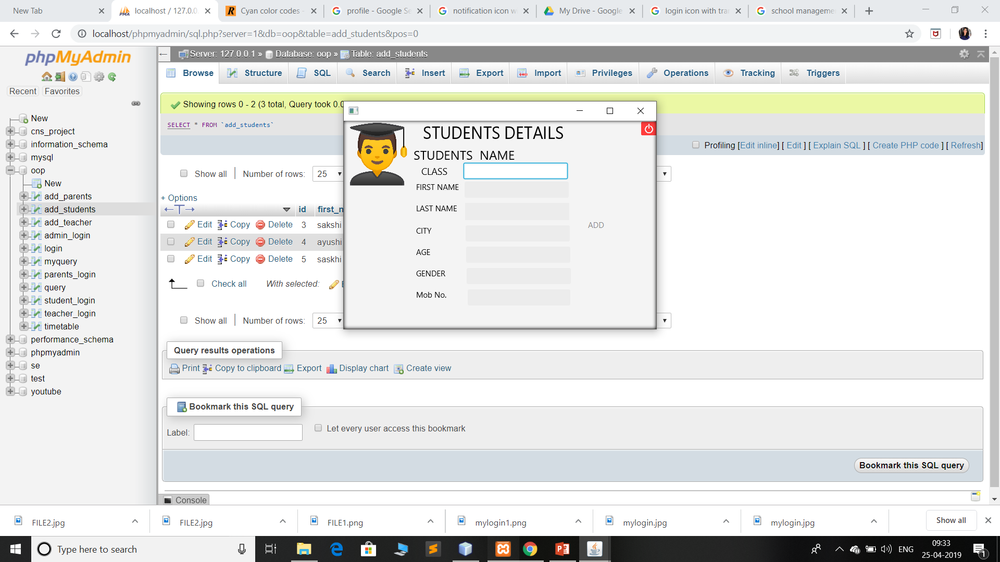 New Tab
localhost / 127.0.0.
Cyan color codes -
profile - Google Se
notification icon w
My Drive - Google
login icon with tra
school manageme
localhost/phpmyadmin/sql.php?server=1&db=oop&table=add_students&pos=0
phpMyAdmin
Recent Favorites
New
cns_project
information_schema
mysql
oop
New
add_parents
add_students
add_teacher
admin_login
login
myquery
parents_login
query
student_login
teacher_login
timetable
performance_schema
phpmyadmin
se
test
youtube
Server: 127.0.0.1 » Database: oop » Table: add_students
Browse Structure SQL Search Insert Export Import Privileges Operations Tracking Triggers
Showing rows 0 - 2 (3 total, Query took 0.0
SELECT * FROM `add_students`
Profiling [Edit inline] [ Edit ] [ Explain SQL ] [ Create PHP code ] [ Refresh]
Show all Number of rows: 25
+ Options
id first_n
Edit Copy Delete 3 sakshi
Edit Copy Delete 4 ayushi
Edit Copy Delete 5 saskhi
Check all With selected:
Show all Number of rows: 25
STUDENTS DETAILS
STUDENTS NAME
CLASS
FIRST NAME
LAST NAME
CITY
AGE
GENDER
Mob No.
ADD
Query results operations
Print Copy to clipboard Export Display chart Create view
Bookmark this SQL query
Label:
Let every user access this bookmark
Bookmark this SQL query
Console
FILE2.jpg
FILE2.jpg
FILE1.png
mylogin1.png
mylogin.jpg
mylogin.jpg
Show all
Type here to search
ENG
09:33
25-04-2019
1